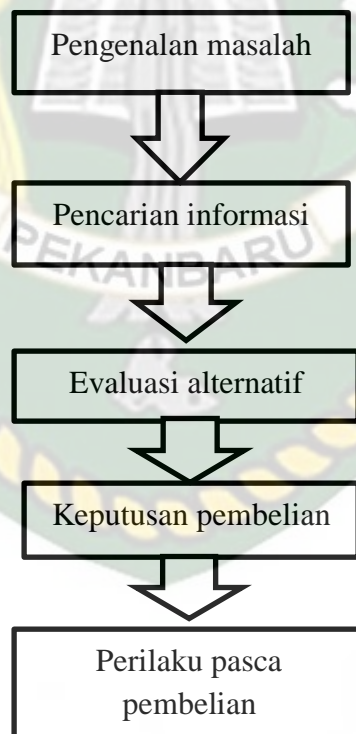 Pengenalan masalah
Pencarian informasi
PEKANBARU
Evaluasi alternatif
Keputusan pembelian
Perilaku pasca
pembelian